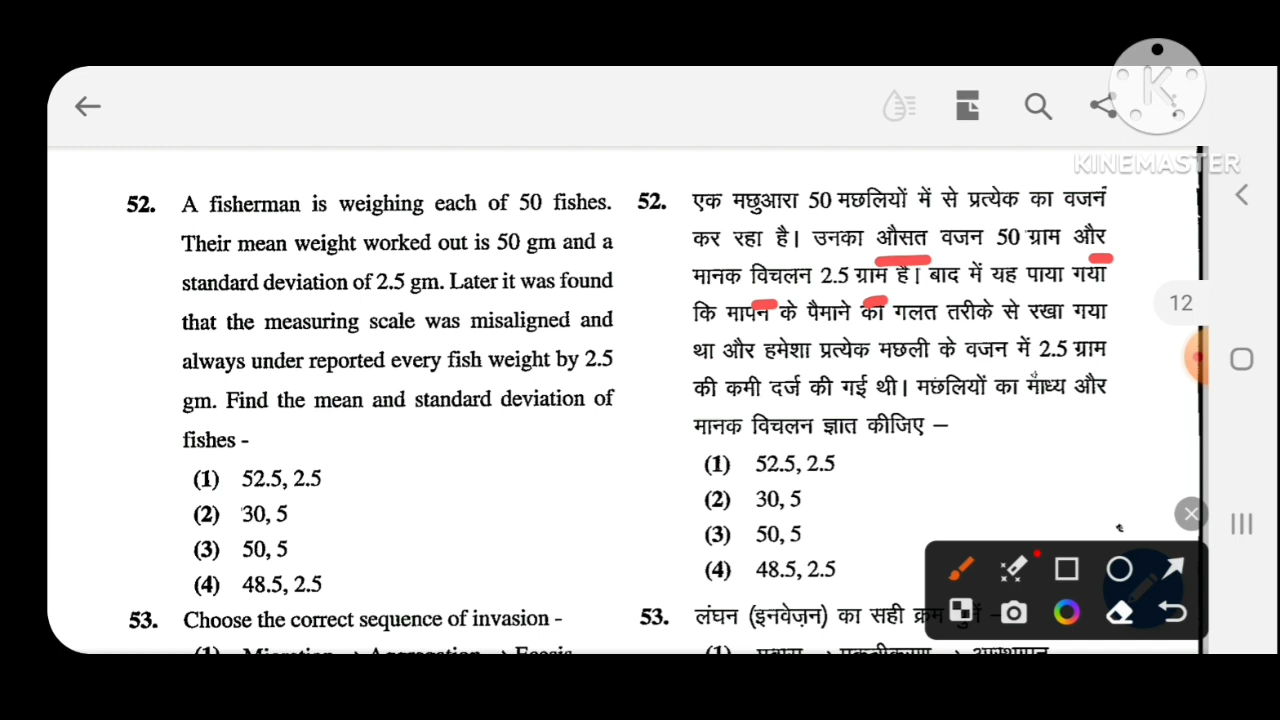 KINEMASTER
52. A fisherman is weighing each of 50 fishes.
Their mean weight worked out is 50 gm and a
standard deviation of 2.5 gm. Later it was found
that the measuring scale was misaligned and
always under reported every fish weight by 2.5
gm. Find the mean and standard deviation of
fishes -
(1) 52.5, 2.5
(2) 30, 5
(3) 50, 5
(4) 48.5, 2.5
53. Choose the correct sequence of invasion -
52. एक मछुआरा 50 मछलियों में से प्रत्येक का वजन
कर रहा है। उनका औसत वजन 50 ग्राम और
मानक विचलन 2.5 ग्राम है। बाद में यह पाया गया
कि मापन के पैमाने को गलत तरीके से रखा गया
था और हमेशा प्रत्येक मछली के वजन में 2.5 ग्राम
की कमी दर्ज की गई थी। मछलियों का माध्य और
मानक विचलन ज्ञात कीजिए –
(1) 52.5, 2.5
(2) 30, 5
(3) 50, 5
(4) 48.5, 2.5
53. लंघन (इनवेज़न) का सही क्रम
12